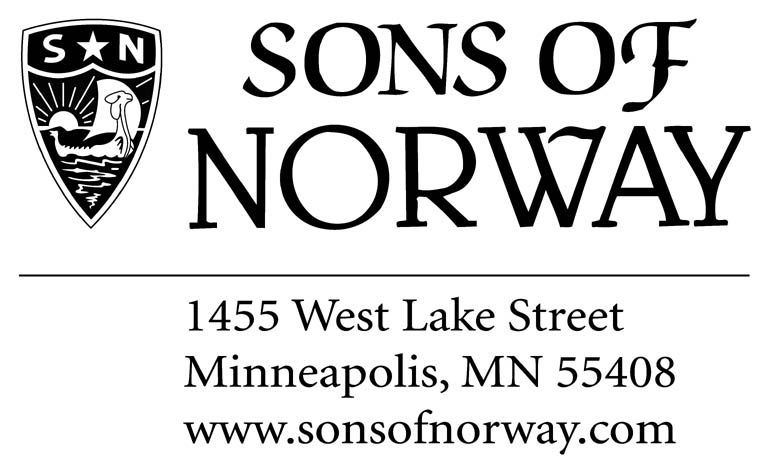 S★N
SONS OF
NORWAY
1455 West Lake Street
Minneapolis, MN 55408
www.sonsofnorway.com